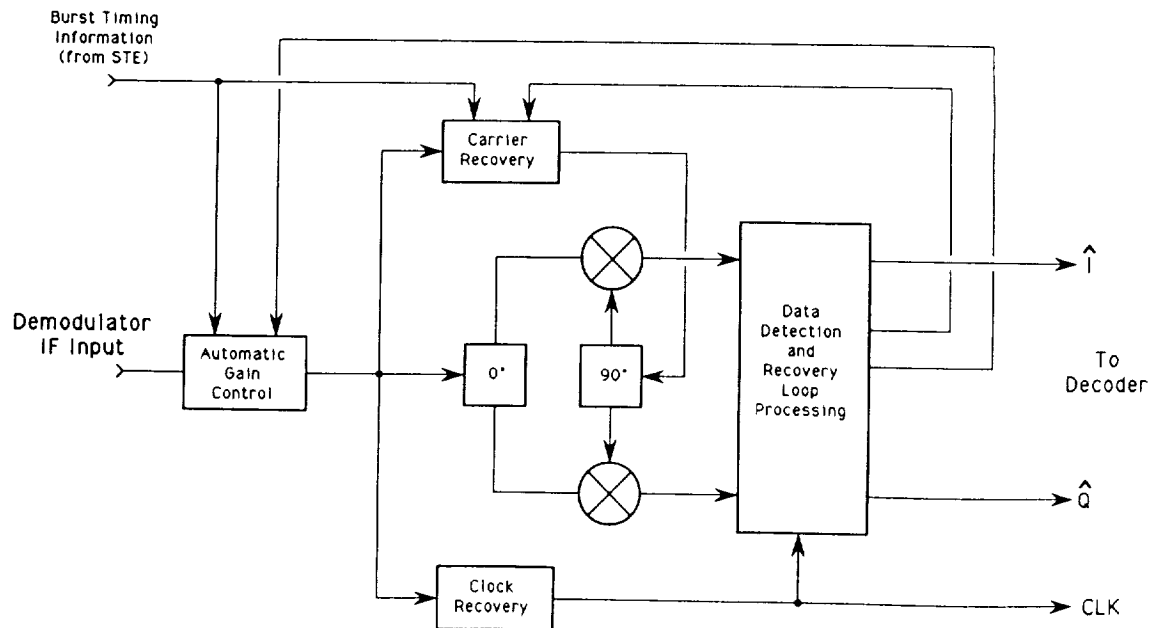 Burst Timing
Information
(from STE)
Carrier
Recovery
Demodulator
IF Input
Automatic
Gain
Control
0°
90°
Data
Detection
and
Recovery
Loop
Processing
Î
To
Decoder
Q̂
Clock
Recovery
CLK